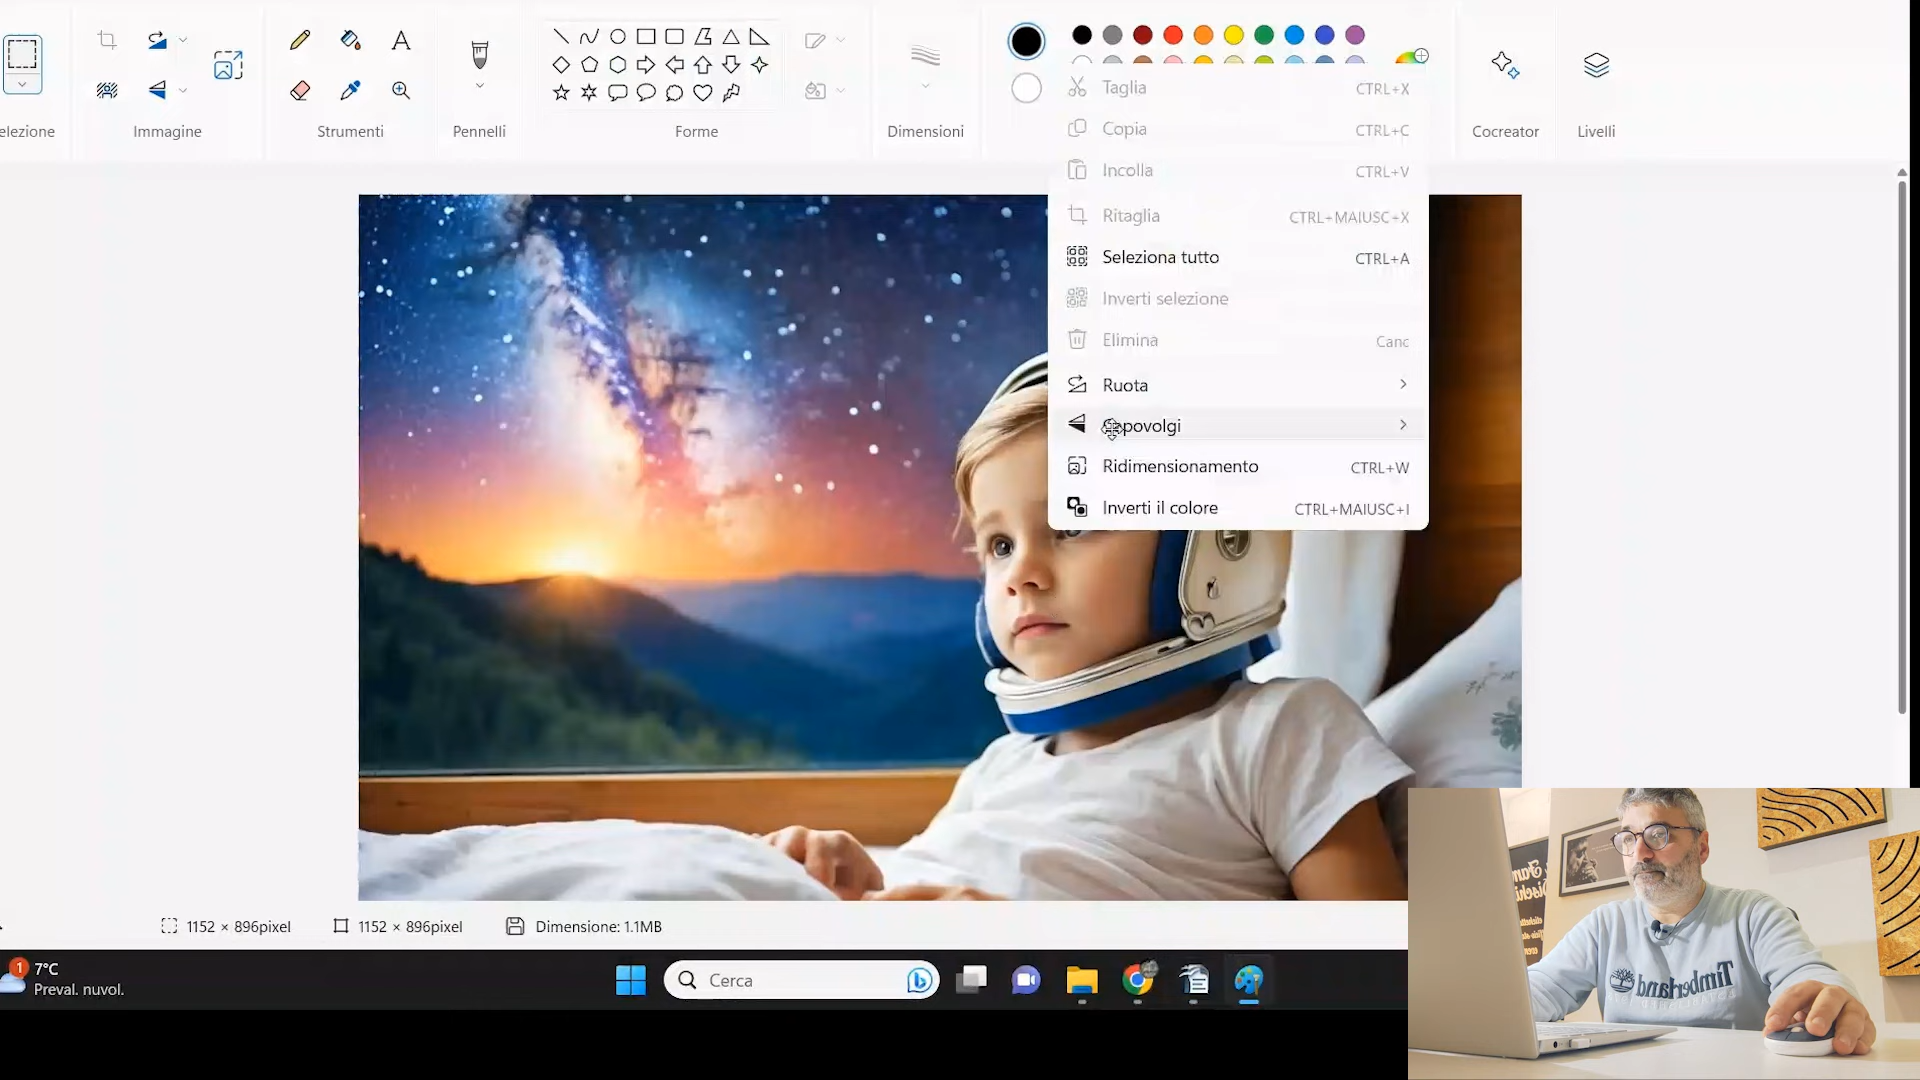 elezione
Immagine
Strumenti
Pennelli
Forme
Dimensioni
Cocreator
Livelli
Taglia CTRL+X
Copia CTRL+C
Incolla CTRL+V
Ritaglia CTRL+MAIUSC+X
Seleziona tutto CTRL+A
Inverti selezione
Elimina Canc
Ruota
Capovolgi
Ridimensionamento CTRL+W
Inverti il colore CTRL+MAIUSC+I
1152 × 896pixel
1152 × 896pixel
Dimensione: 1.1MB
1
7°C
Preval. nuvol.
Cerca
Timberland